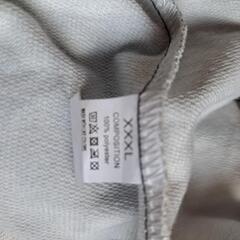 XXXL
COMPOSITION
100% polyester